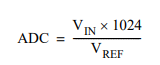 ADC = V_IN × 1024 / V_REF